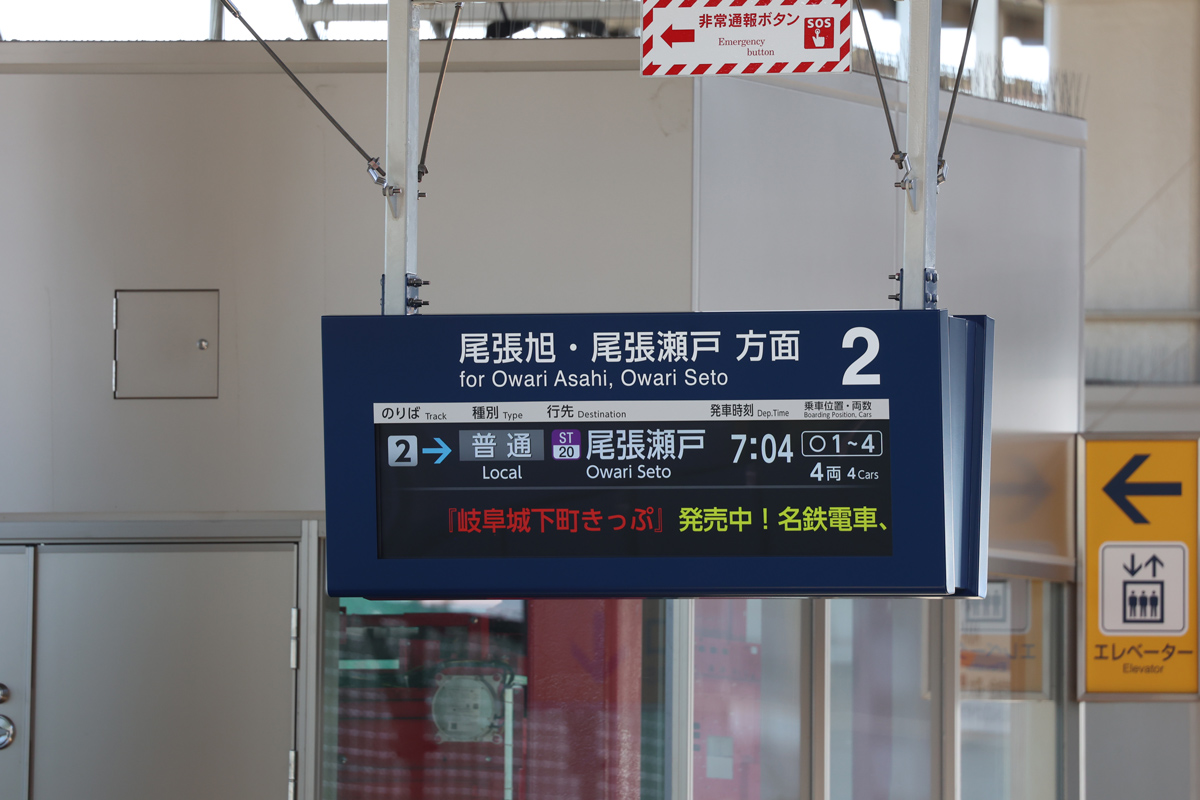 非常通報ボタン SOS
Emergency
button
尾張旭・尾張瀬戸 方面 2
for Owari Asahi, Owari Seto
のりば Track 種別 Type 行先 Destination 発車時刻 Dep.Time 乗車位置・両数
Boarding Position, Cars
2 普通 ST 20 尾張瀬戸 7:04 〇1~4
Local Owari Seto 4両 4 Cars
『岐阜城下町きっぷ』発売中！名鉄電車、
エレベーター
Elevator